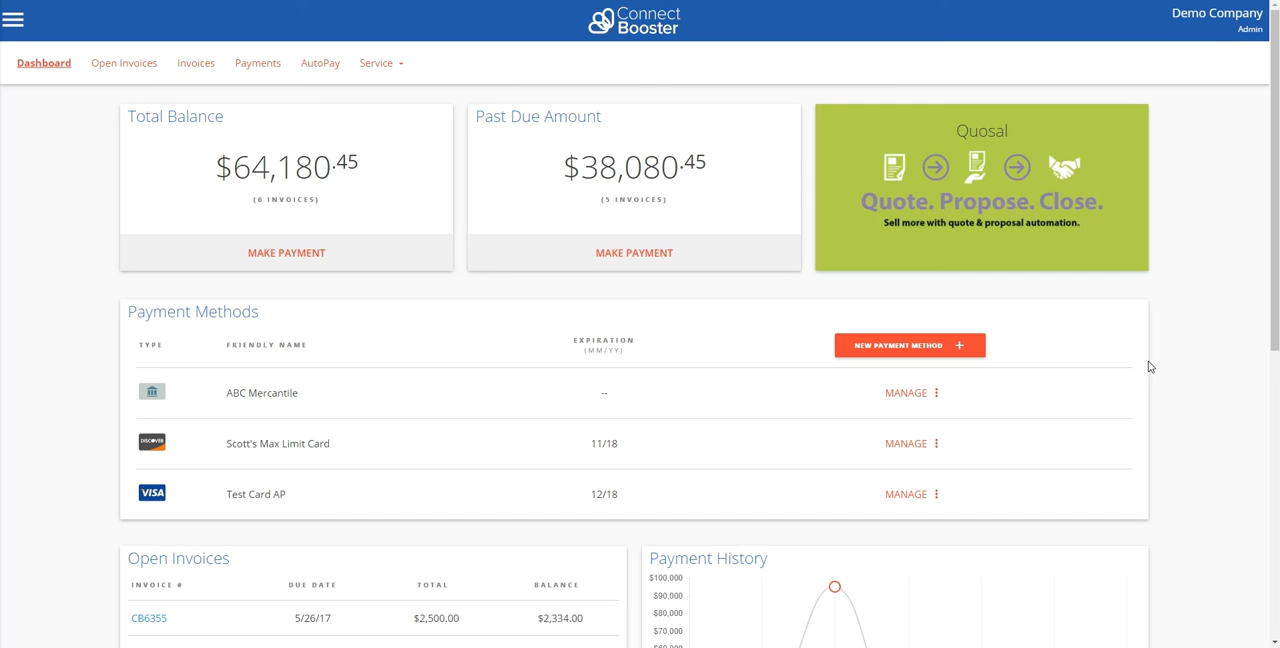 Connect
Booster
Demo Company
Admin
Dashboard
Open Invoices
Invoices
Payments
AutoPay
Service
Total Balance
$64,180.45
(6 INVOICES)
MAKE PAYMENT
Past Due Amount
$38,080.45
(5 INVOICES)
MAKE PAYMENT
Quosal
Quote. Propose. Close.
Sell more with quote & proposal automation.
Payment Methods
TYPE
FRIENDLY NAME
EXPIRATION
(MM/YY)
NEW PAYMENT METHOD +
ABC Mercantile
--
MANAGE
DISCOVER
Scott's Max Limit Card
11/18
MANAGE
VISA
Test Card AP
12/18
MANAGE
Open Invoices
INVOICE #
DUE DATE
TOTAL
BALANCE
CB6355
5/26/17
$2,500.00
$2,334.00
Payment History
$100,000
$90,000
$80,000
$70,000